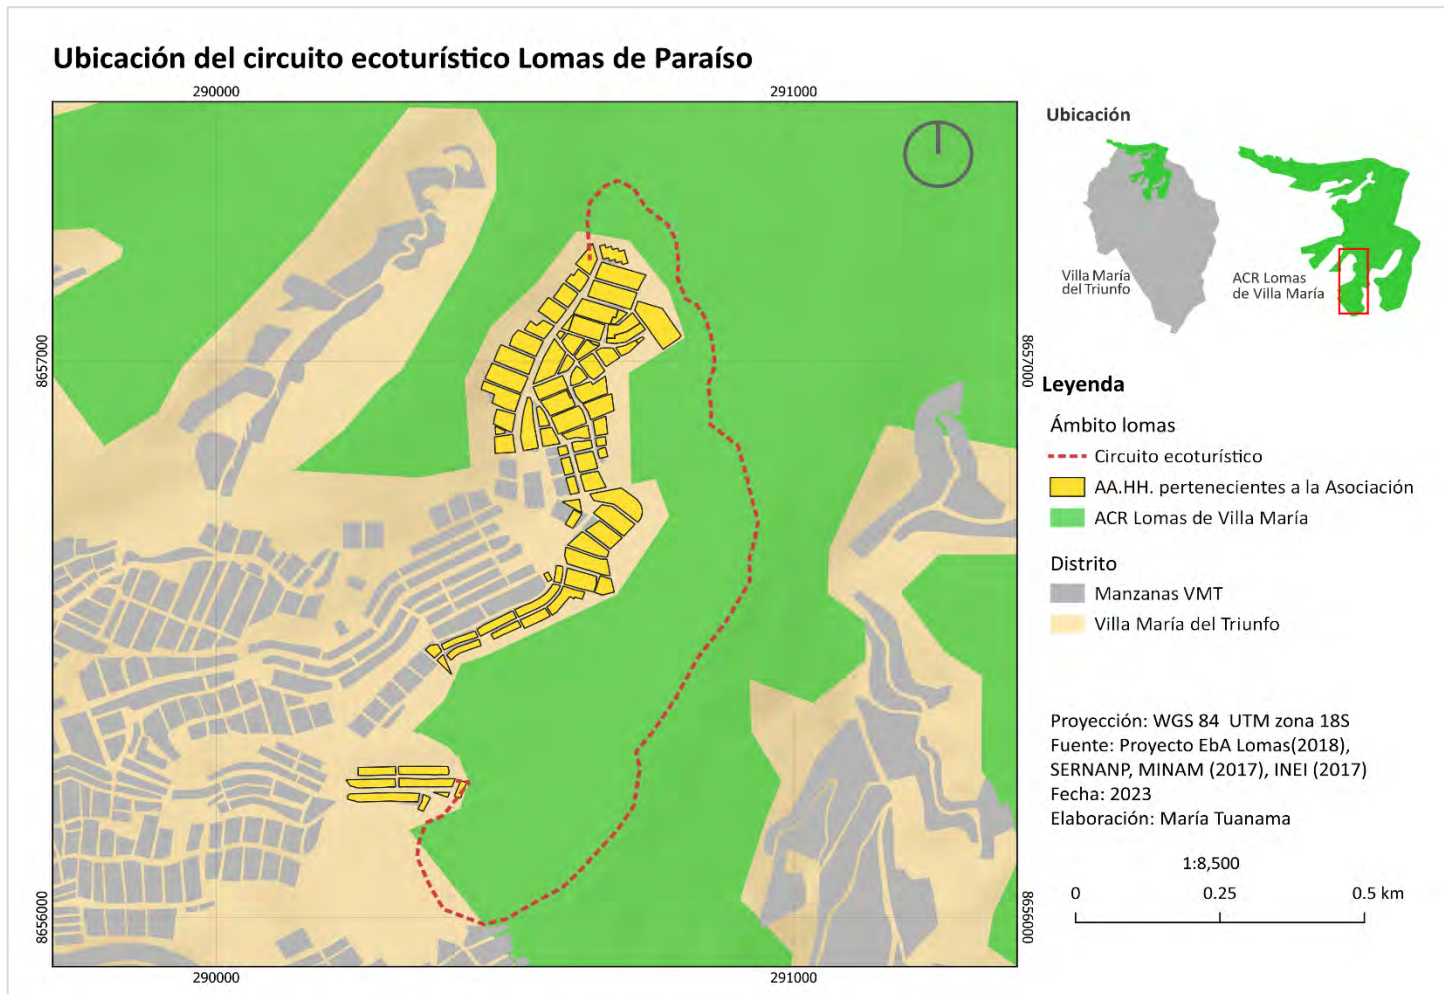 Ubicación del circuito ecoturístico Lomas de Paraíso
290000
291000
8657000
8657000
8656000
8656000
290000
291000
Ubicación
Villa María
del Triunfo
ACR Lomas
de Villa María
Leyenda
Ámbito lomas
Circuito ecoturístico
AA.HH. pertenecientes a la Asociación
ACR Lomas de Villa María
Distrito
Manzanas VMT
Villa María del Triunfo
Proyección: WGS 84 UTM zona 18S
Fuente: Proyecto EbA Lomas(2018),
SERNANP, MINAM (2017), INEI (2017)
Fecha: 2023
Elaboración: María Tuanama
1:8,500
0 0.25 0.5 km